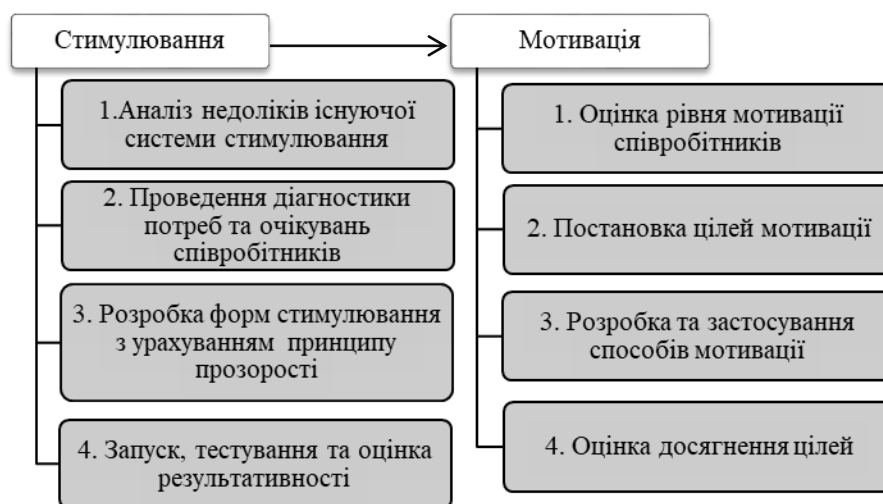 Стимулювання
1.Аналіз недоліків існуючої
системи стимулювання
2. Проведення діагностики
потреб та очікувань
співробітників
3. Розробка форм стимулювання
з урахуванням принципу
прозорості
4. Запуск, тестування та оцінка
результативності
Мотивація
1. Оцінка рівня мотивації
співробітників
2. Постановка цілей мотивації
3. Розробка та застосування
способів мотивації
4. Оцінка досягнення цілей